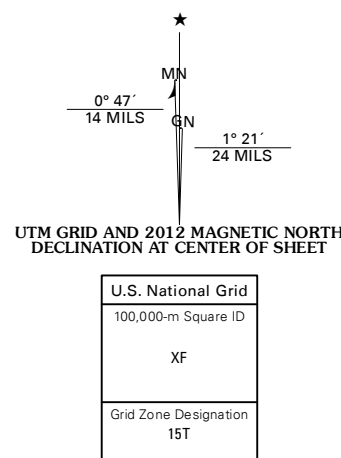 ★
MN
0° 47´
14 MILS
GN
1° 21´
24 MILS
UTM GRID AND 2012 MAGNETIC NORTH
DECLINATION AT CENTER OF SHEET
U.S. National Grid
100,000-m Square ID
XF
Grid Zone Designation
15T